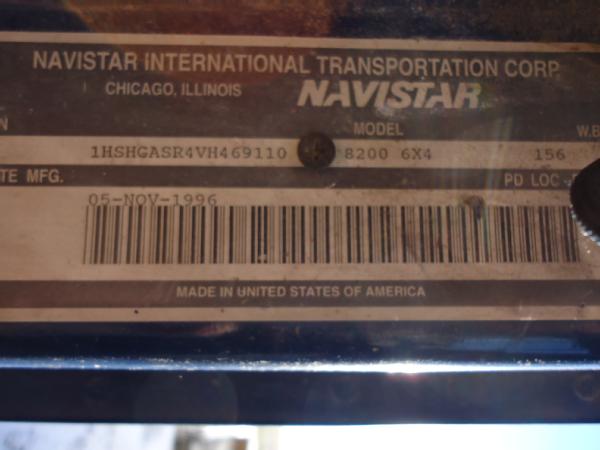 NAVISTAR INTERNATIONAL TRANSPORTATION CORP
CHICAGO, ILLINOIS NAVISTAR
MODEL W.B
1HSHGASR4VH469110 8200 6X4 156
MFG. PD LOC
05-NOV-1996
MADE IN UNITED STATES OF AMERICA